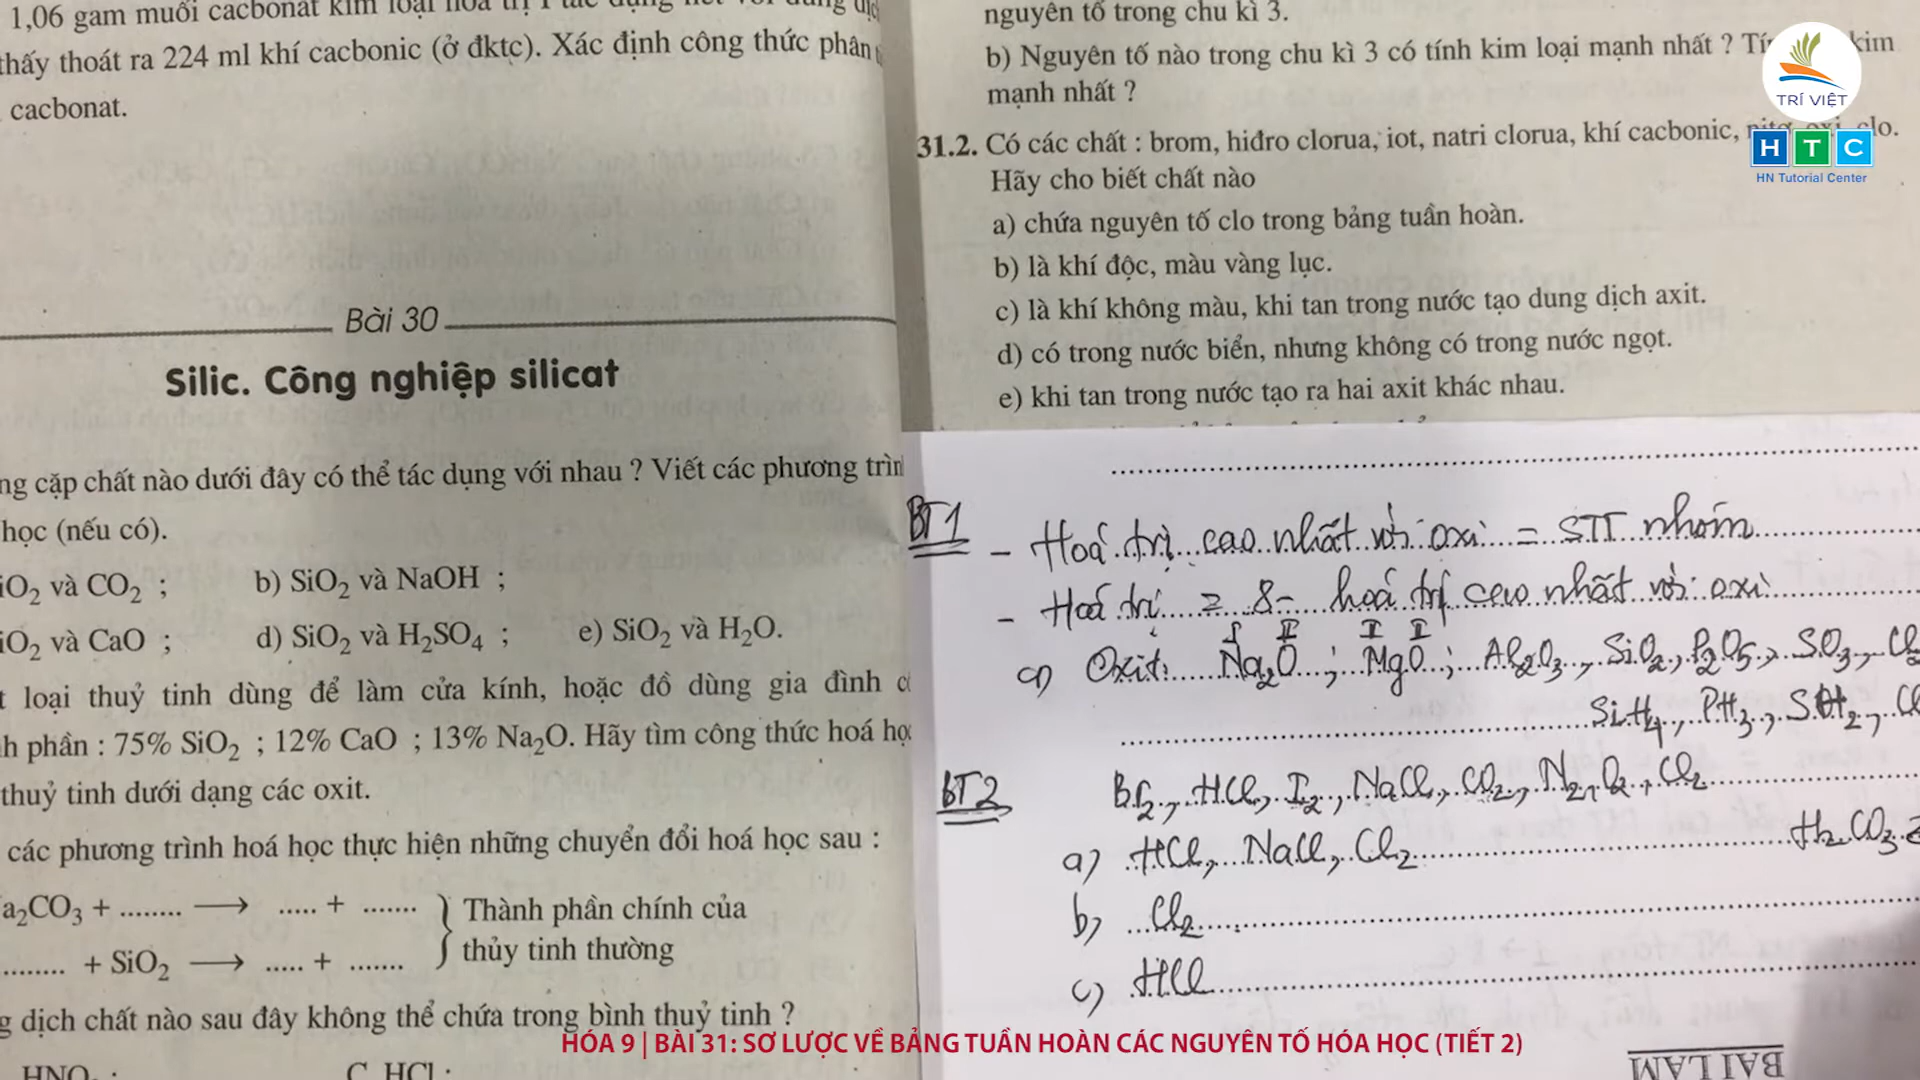 1,06 gam muối cacbonat kim loại hoá trị I tác dụng hết với dung dịc
thấy thoát ra 224 ml khí cacbonic (ở đktc). Xác định công thức phân
cacbonat.
Bài 30
Silic. Công nghiệp silicat
ng cặp chất nào dưới đây có thể tác dụng với nhau ? Viết các phương trìn
học (nếu có).
iO₂ và CO₂ ; b) SiO₂ và NaOH ;
iO₂ và CaO ; d) SiO₂ và H₂SO₄ ; e) SiO₂ và H₂O.
t loại thuỷ tinh dùng để làm cửa kính, hoặc đồ dùng gia đình c
h phần : 75% SiO₂ ; 12% CaO ; 13% Na₂O. Hãy tìm công thức hoá họ
thuỷ tinh dưới dạng các oxit.
các phương trình hoá học thực hiện những chuyển đổi hoá học sau :
a₂CO₃ + ........ ⟶ ..... + .......
........ + SiO₂ ⟶ ..... + .......
Thành phần chính của
thủy tinh thường
g dịch chất nào sau đây không thể chứa trong bình thuỷ tinh ?
HNO₃ ; C. HCl ;
nguyên tố trong chu kì 3.
b) Nguyên tố nào trong chu kì 3 có tính kim loại mạnh nhất ? Tí kim
mạnh nhất ?
31.2. Có các chất : brom, hiđro clorua, iot, natri clorua, khí cacbonic, nitơ, oxi, clo.
Hãy cho biết chất nào
a) chứa nguyên tố clo trong bảng tuần hoàn.
b) là khí độc, màu vàng lục.
c) là khí không màu, khi tan trong nước tạo dung dịch axit.
d) có trong nước biển, nhưng không có trong nước ngọt.
e) khi tan trong nước tạo ra hai axit khác nhau.
BT1 - Hoá trị cao nhất với oxi = STT nhóm
- Hoá trị = 8 - hoá trị cao nhất với oxi
I II II II
a) Oxit: Na₂O ; MgO ; Al₂O₃, SiO₂, P₂O₅, SO₃, Cl₂
SiH₄, PH₃, SH₂, Cl
BT2 Br₂, HCl, I₂, NaCl, CO₂, N₂, O₂, Cl₂
a) HCl, NaCl, Cl₂ H₂CO₃
b) Cl₂
c) HCl
BÀI LÀM
TRÍ VIỆT
HTC
HN Tutorial Center
HÓA 9 | BÀI 31: SƠ LƯỢC VỀ BẢNG TUẦN HOÀN CÁC NGUYÊN TỐ HÓA HỌC (TIẾT 2)